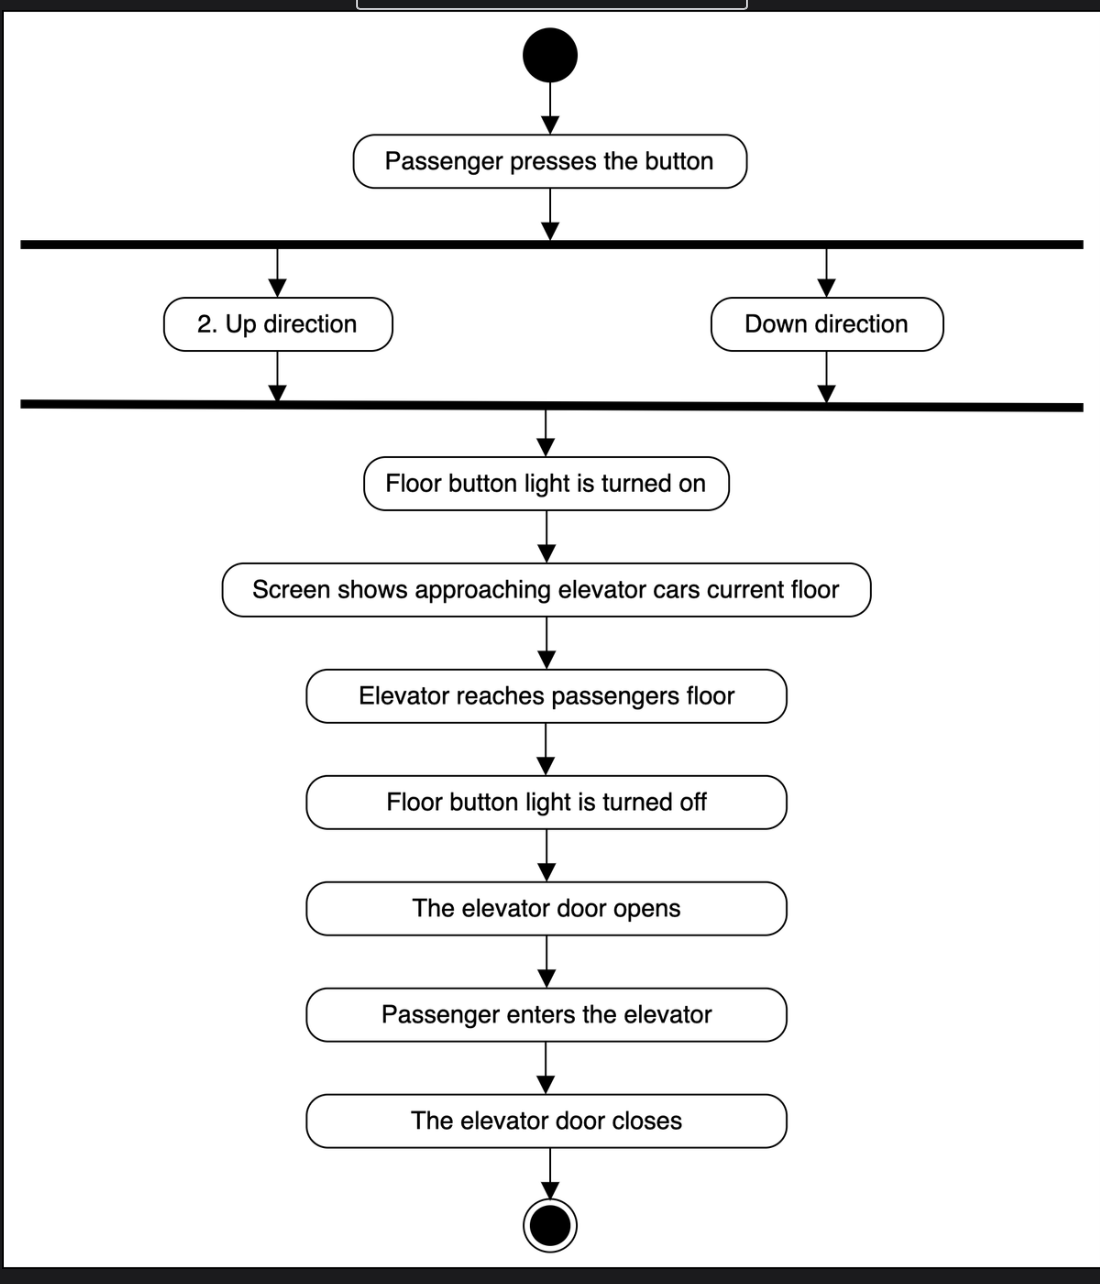 Passenger presses the button
2. Up direction
Down direction
Floor button light is turned on
Screen shows approaching elevator cars current floor
Elevator reaches passengers floor
Floor button light is turned off
The elevator door opens
Passenger enters the elevator
The elevator door closes